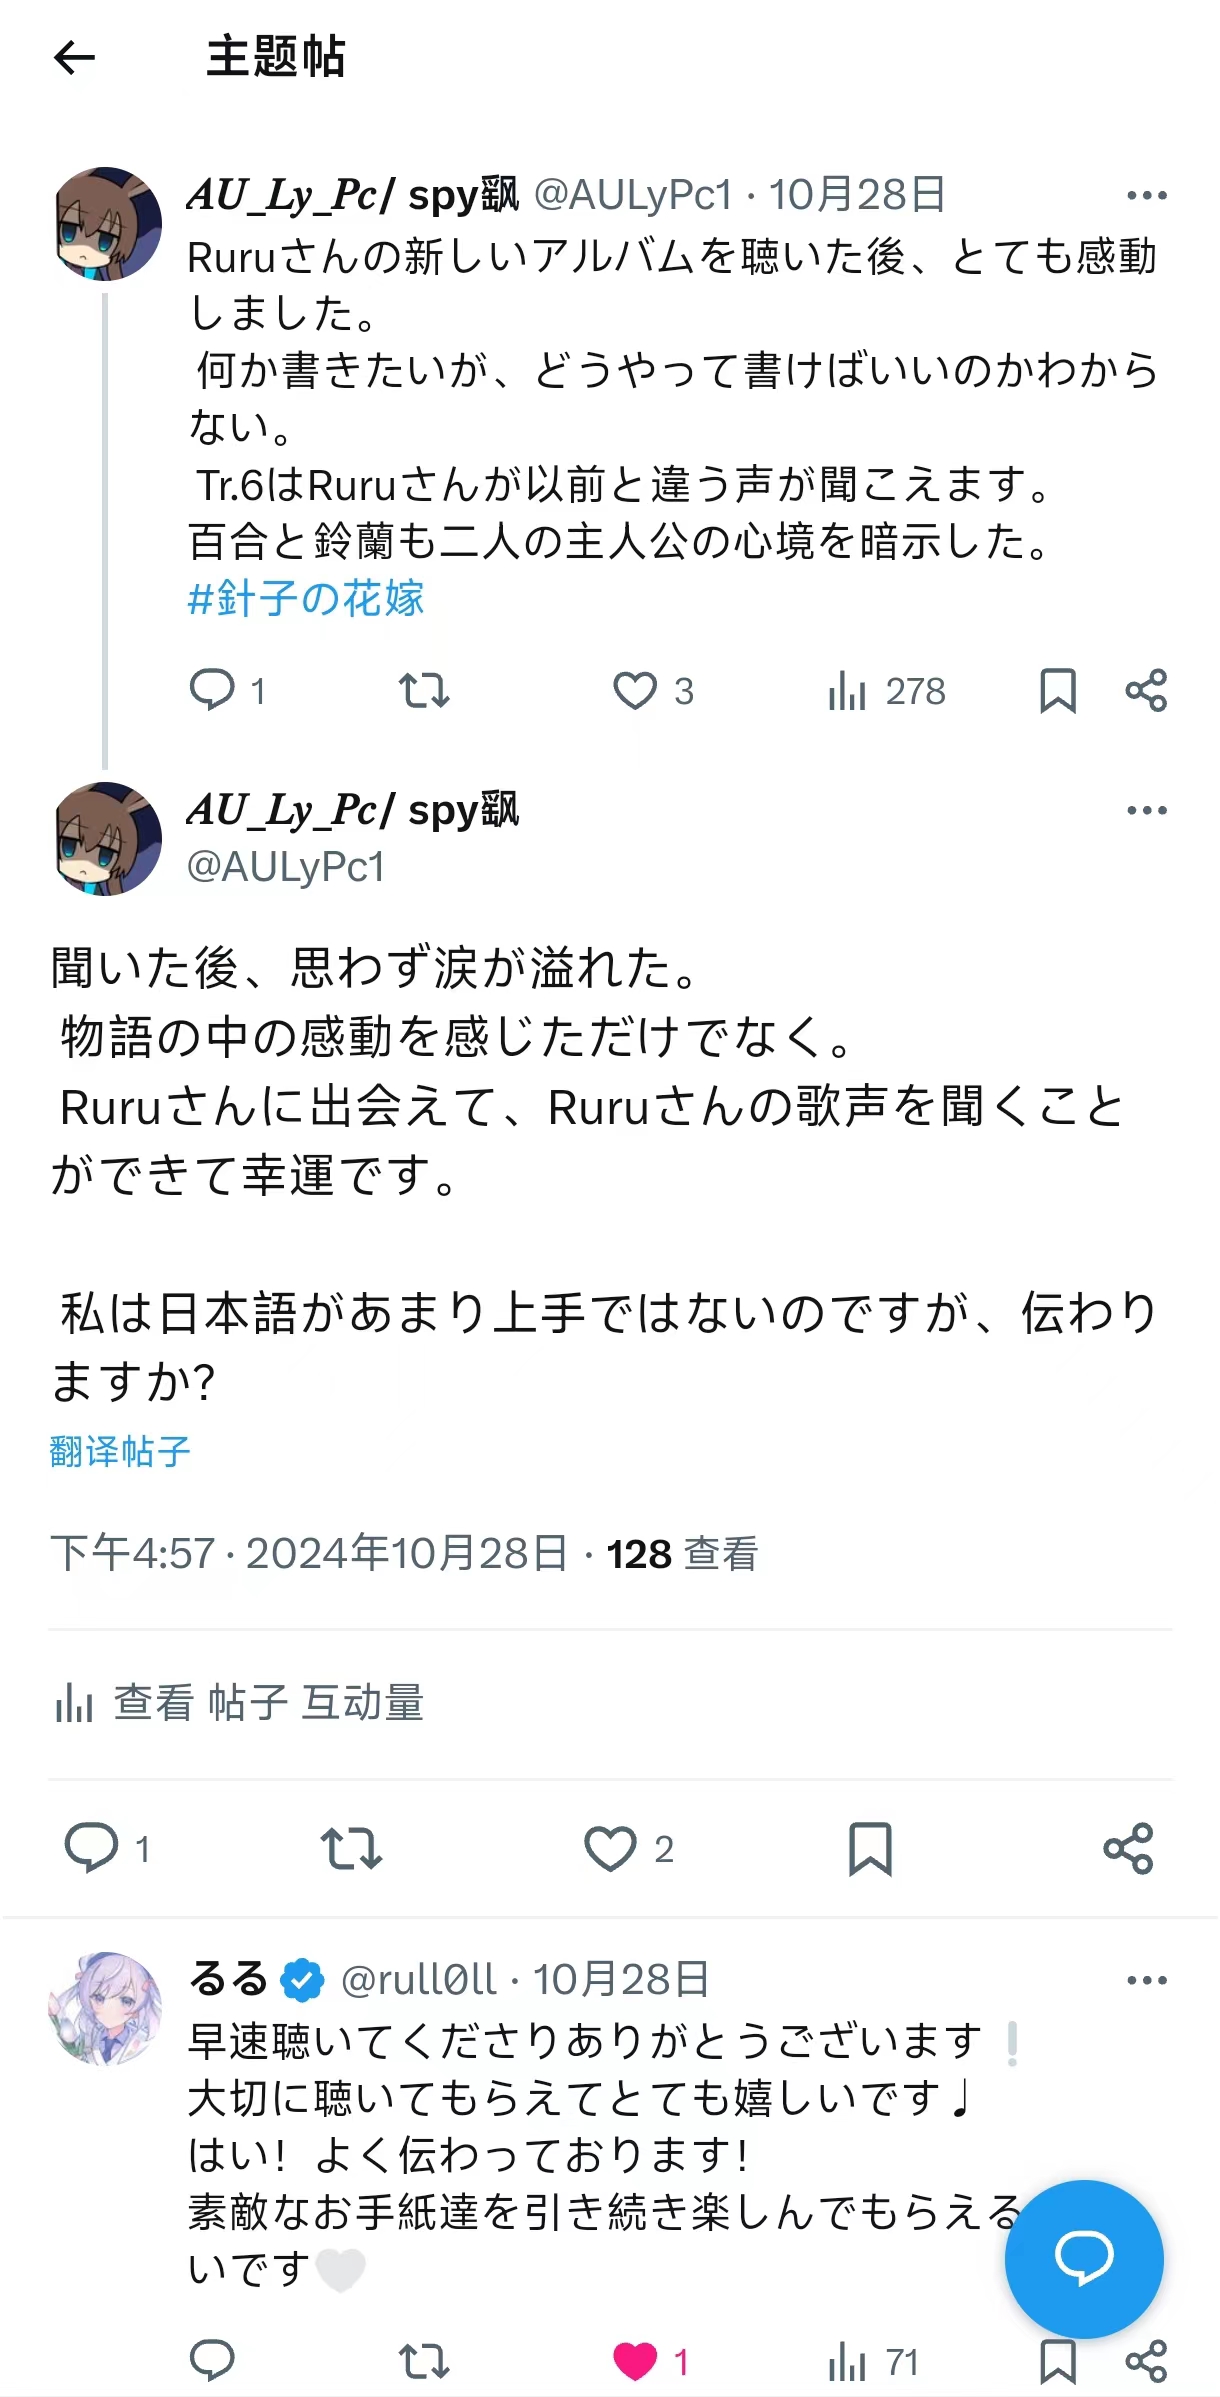 主题帖
AU_Ly_Pc/ spy飒 @AULyPc1 · 10月28日
Ruruさんの新しいアルバムを聴いた後、とても感動
しました。
何か書きたいが、どうやって書けばいいのかわから
ない。
Tr.6はRuruさんが以前と違う声が聞こえます。
百合と鈴蘭も二人の主人公の心境を暗示した。
#針子の花嫁
1 3 278
AU_Ly_Pc/ spy飒
@AULyPc1
聞いた後、思わず涙が溢れた。
物語の中の感動を感じただけでなく。
Ruruさんに出会えて、Ruruさんの歌声を聞くこと
ができて幸運です。
私は日本語があまり上手ではないのですが、伝わり
ますか?
翻译帖子
下午4:57 · 2024年10月28日 · 128 查看
查看 帖子 互动量
1 2
るる @rull0ll · 10月28日
早速聴いてくださりありがとうございます❕
大切に聴いてもらえてとても嬉しいです♩
はい！よく伝わっております！
素敵なお手紙達を引き続き楽しんでもらえる
いです🤍
1 71